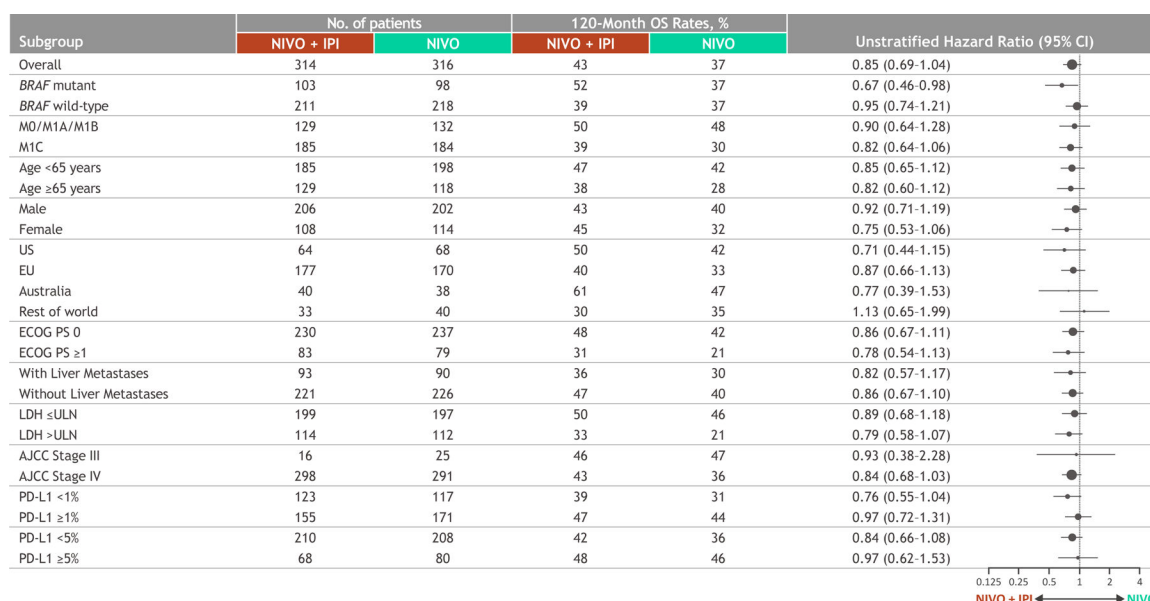 No. of patients 120-Month OS Rates, %
Subgroup NIVO + IPI NIVO NIVO + IPI NIVO Unstratified Hazard Ratio (95% CI)
Overall 314 316 43 37 0.85 (0.69-1.04)
BRAF mutant 103 98 52 37 0.67 (0.46-0.98)
BRAF wild-type 211 218 39 37 0.95 (0.74-1.21)
M0/M1A/M1B 129 132 50 48 0.90 (0.64-1.28)
M1C 185 184 39 30 0.82 (0.64-1.06)
Age <65 years 185 198 47 42 0.85 (0.65-1.12)
Age ≥65 years 129 118 38 28 0.82 (0.60-1.12)
Male 206 202 43 40 0.92 (0.71-1.19)
Female 108 114 45 32 0.75 (0.53-1.06)
US 64 68 50 42 0.71 (0.44-1.15)
EU 177 170 40 33 0.87 (0.66-1.13)
Australia 40 38 61 47 0.77 (0.39-1.53)
Rest of world 33 40 30 35 1.13 (0.65-1.99)
ECOG PS 0 230 237 48 42 0.86 (0.67-1.11)
ECOG PS ≥1 83 79 31 21 0.78 (0.54-1.13)
With Liver Metastases 93 90 36 30 0.82 (0.57-1.17)
Without Liver Metastases 221 226 47 40 0.86 (0.67-1.10)
LDH ≤ULN 199 197 50 46 0.89 (0.68-1.18)
LDH >ULN 114 112 33 21 0.79 (0.58-1.07)
AJCC Stage III 16 25 46 47 0.93 (0.38-2.28)
AJCC Stage IV 298 291 43 36 0.84 (0.68-1.03)
PD-L1 <1% 123 117 39 31 0.76 (0.55-1.04)
PD-L1 ≥1% 155 171 47 44 0.97 (0.72-1.31)
PD-L1 <5% 210 208 42 36 0.84 (0.66-1.08)
PD-L1 ≥5% 68 80 48 46 0.97 (0.62-1.53)
0.125 0.25 0.5 1 2 4
NIVO + IPI NIVO